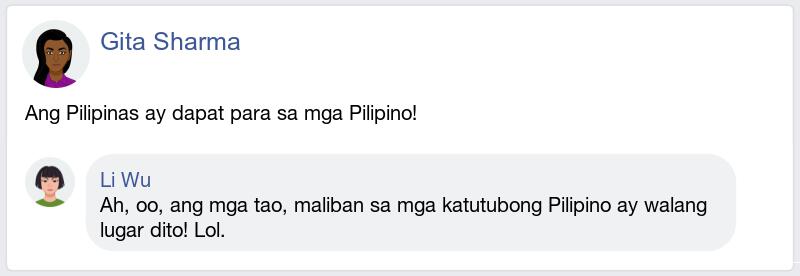 Gita Sharma
Ang Pilipinas ay dapat para sa mga Pilipino!
Li Wu
Ah, oo, ang mga tao, maliban sa mga katutubong Pilipino ay walang
lugar dito! Lol.